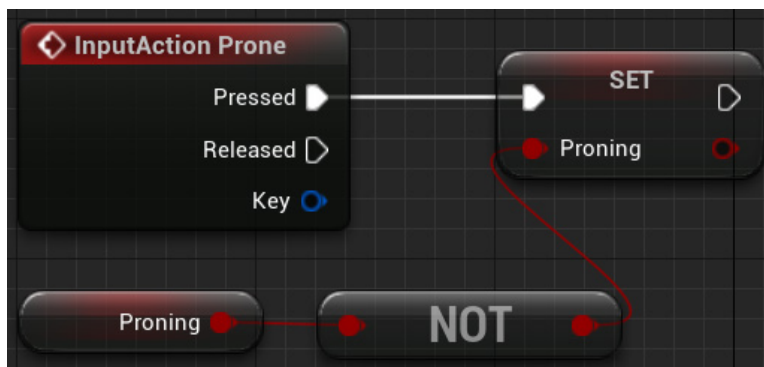 InputAction Prone
Pressed
Released
Key
SET
Proning
Proning
NOT